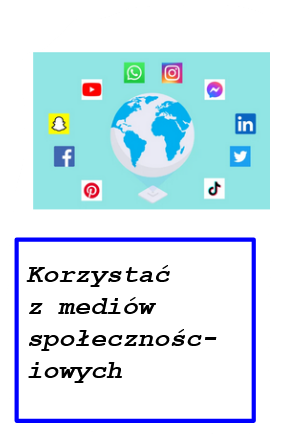 Korzystać
z mediów
społecznośc-
iowych